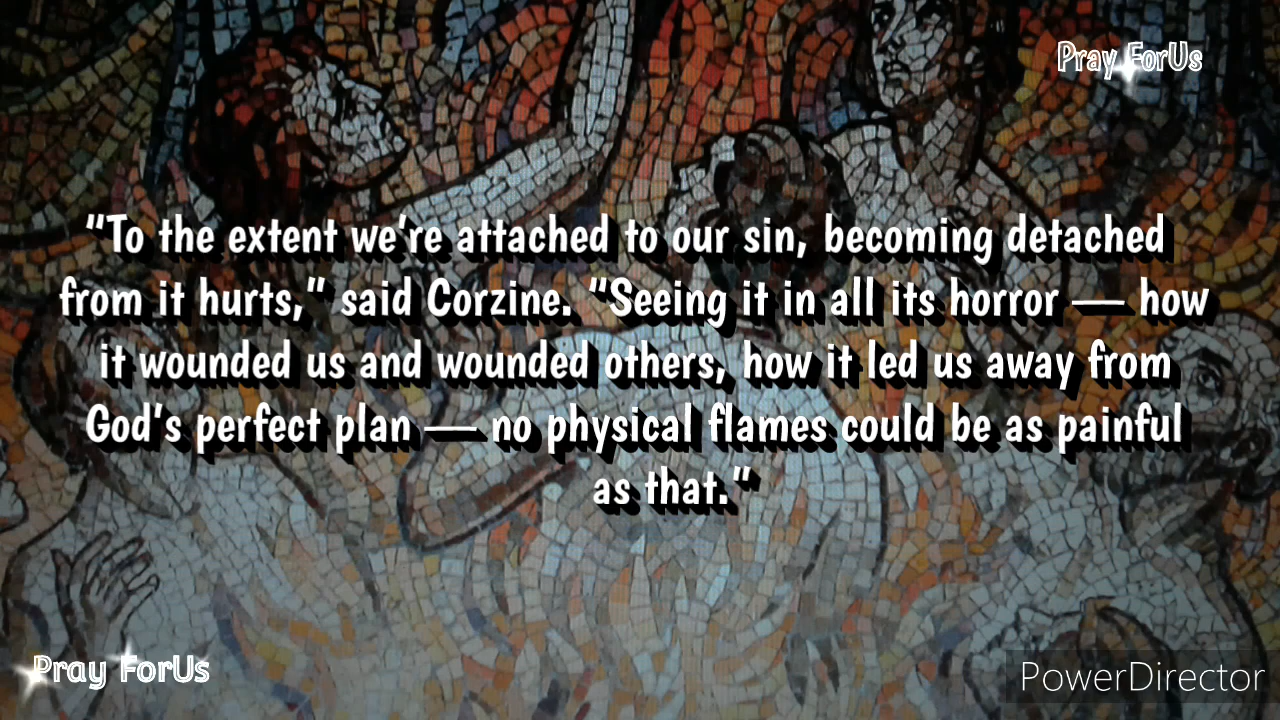 Pray ForUs
“To the extent we’re attached to our sin, becoming detached
from it hurts,” said Corzine. “Seeing it in all its horror — how
it wounded us and wounded others, how it led us away from
God’s perfect plan — no physical flames could be as painful
as that.”
Pray ForUs
PowerDirector